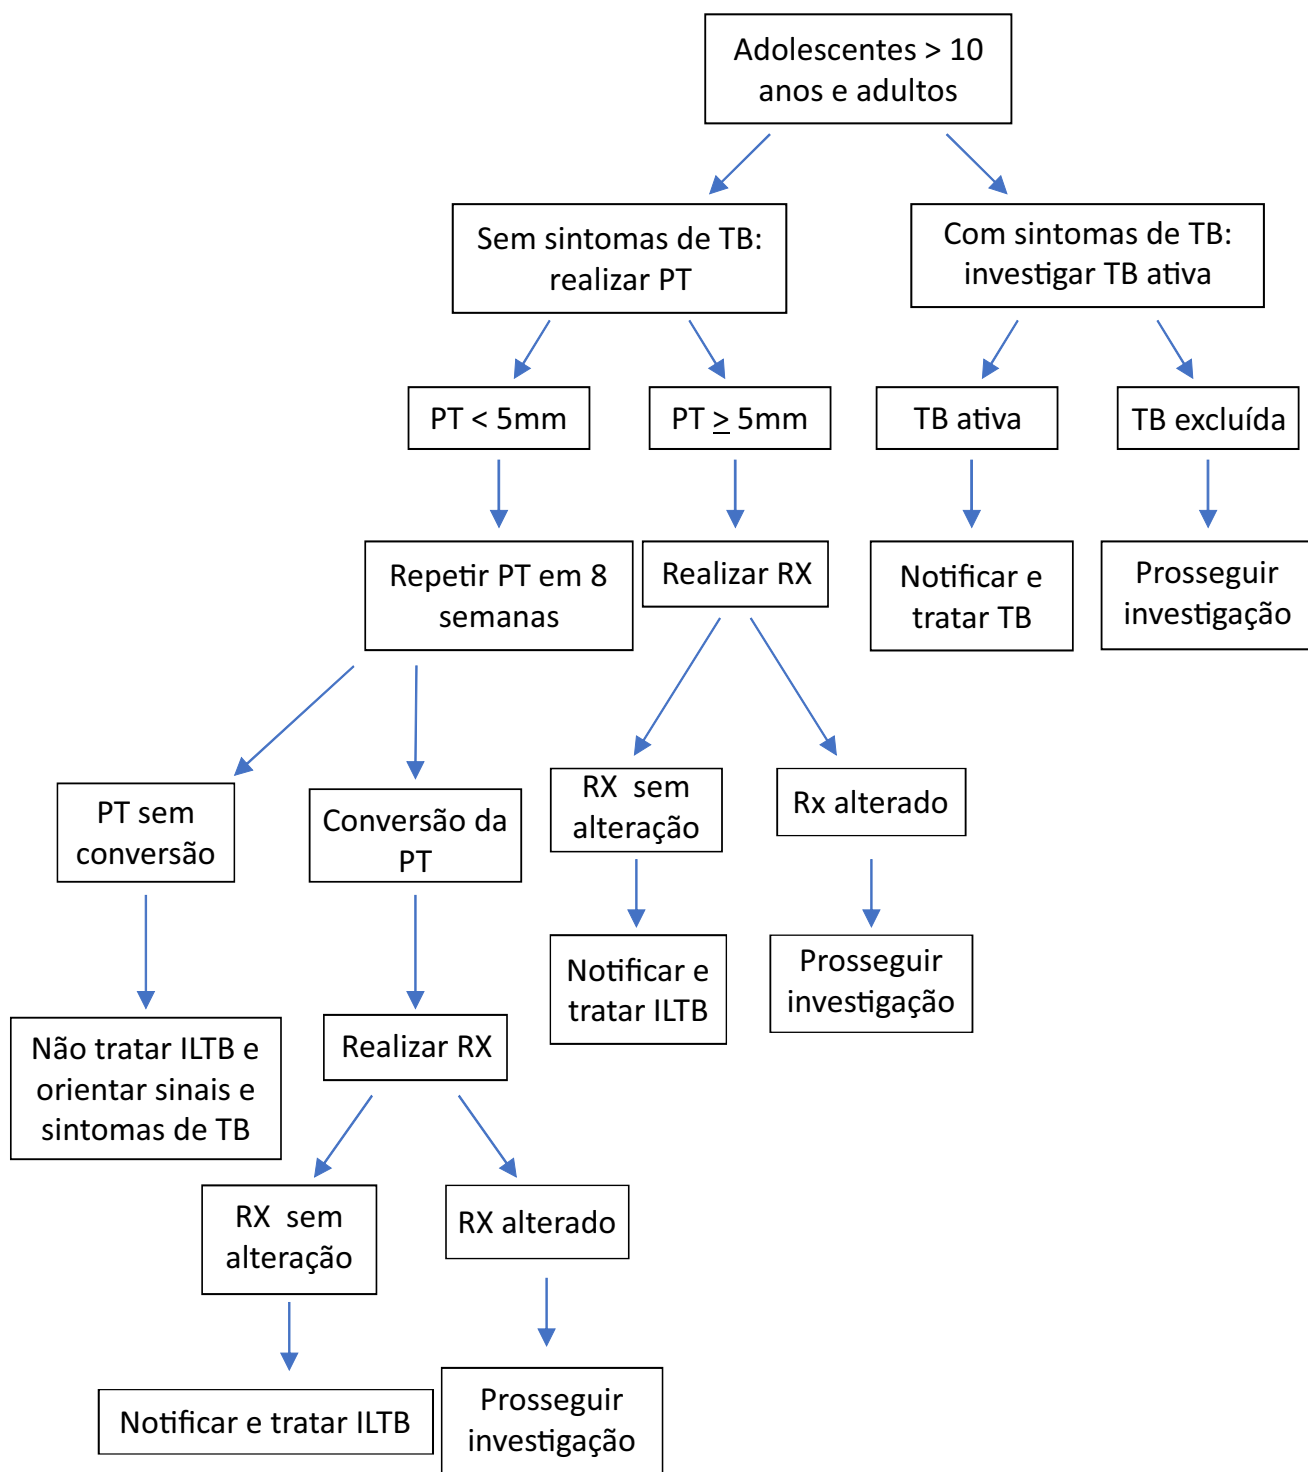 Adolescentes > 10
anos e adultos
Sem sintomas de TB:
realizar PT
Com sintomas de TB:
investigar TB ativa
PT < 5mm
PT ≥ 5mm
TB ativa
TB excluída
Repetir PT em 8
semanas
Realizar RX
Notificar e
tratar TB
Prosseguir
investigação
PT sem
conversão
Conversão da
PT
RX  sem
alteração
Rx alterado
Notificar e
tratar ILTB
Prosseguir
investigação
Não tratar ILTB e
orientar sinais e
sintomas de TB
Realizar RX
RX  sem
alteração
RX alterado
Notificar e tratar ILTB
Prosseguir
investigação